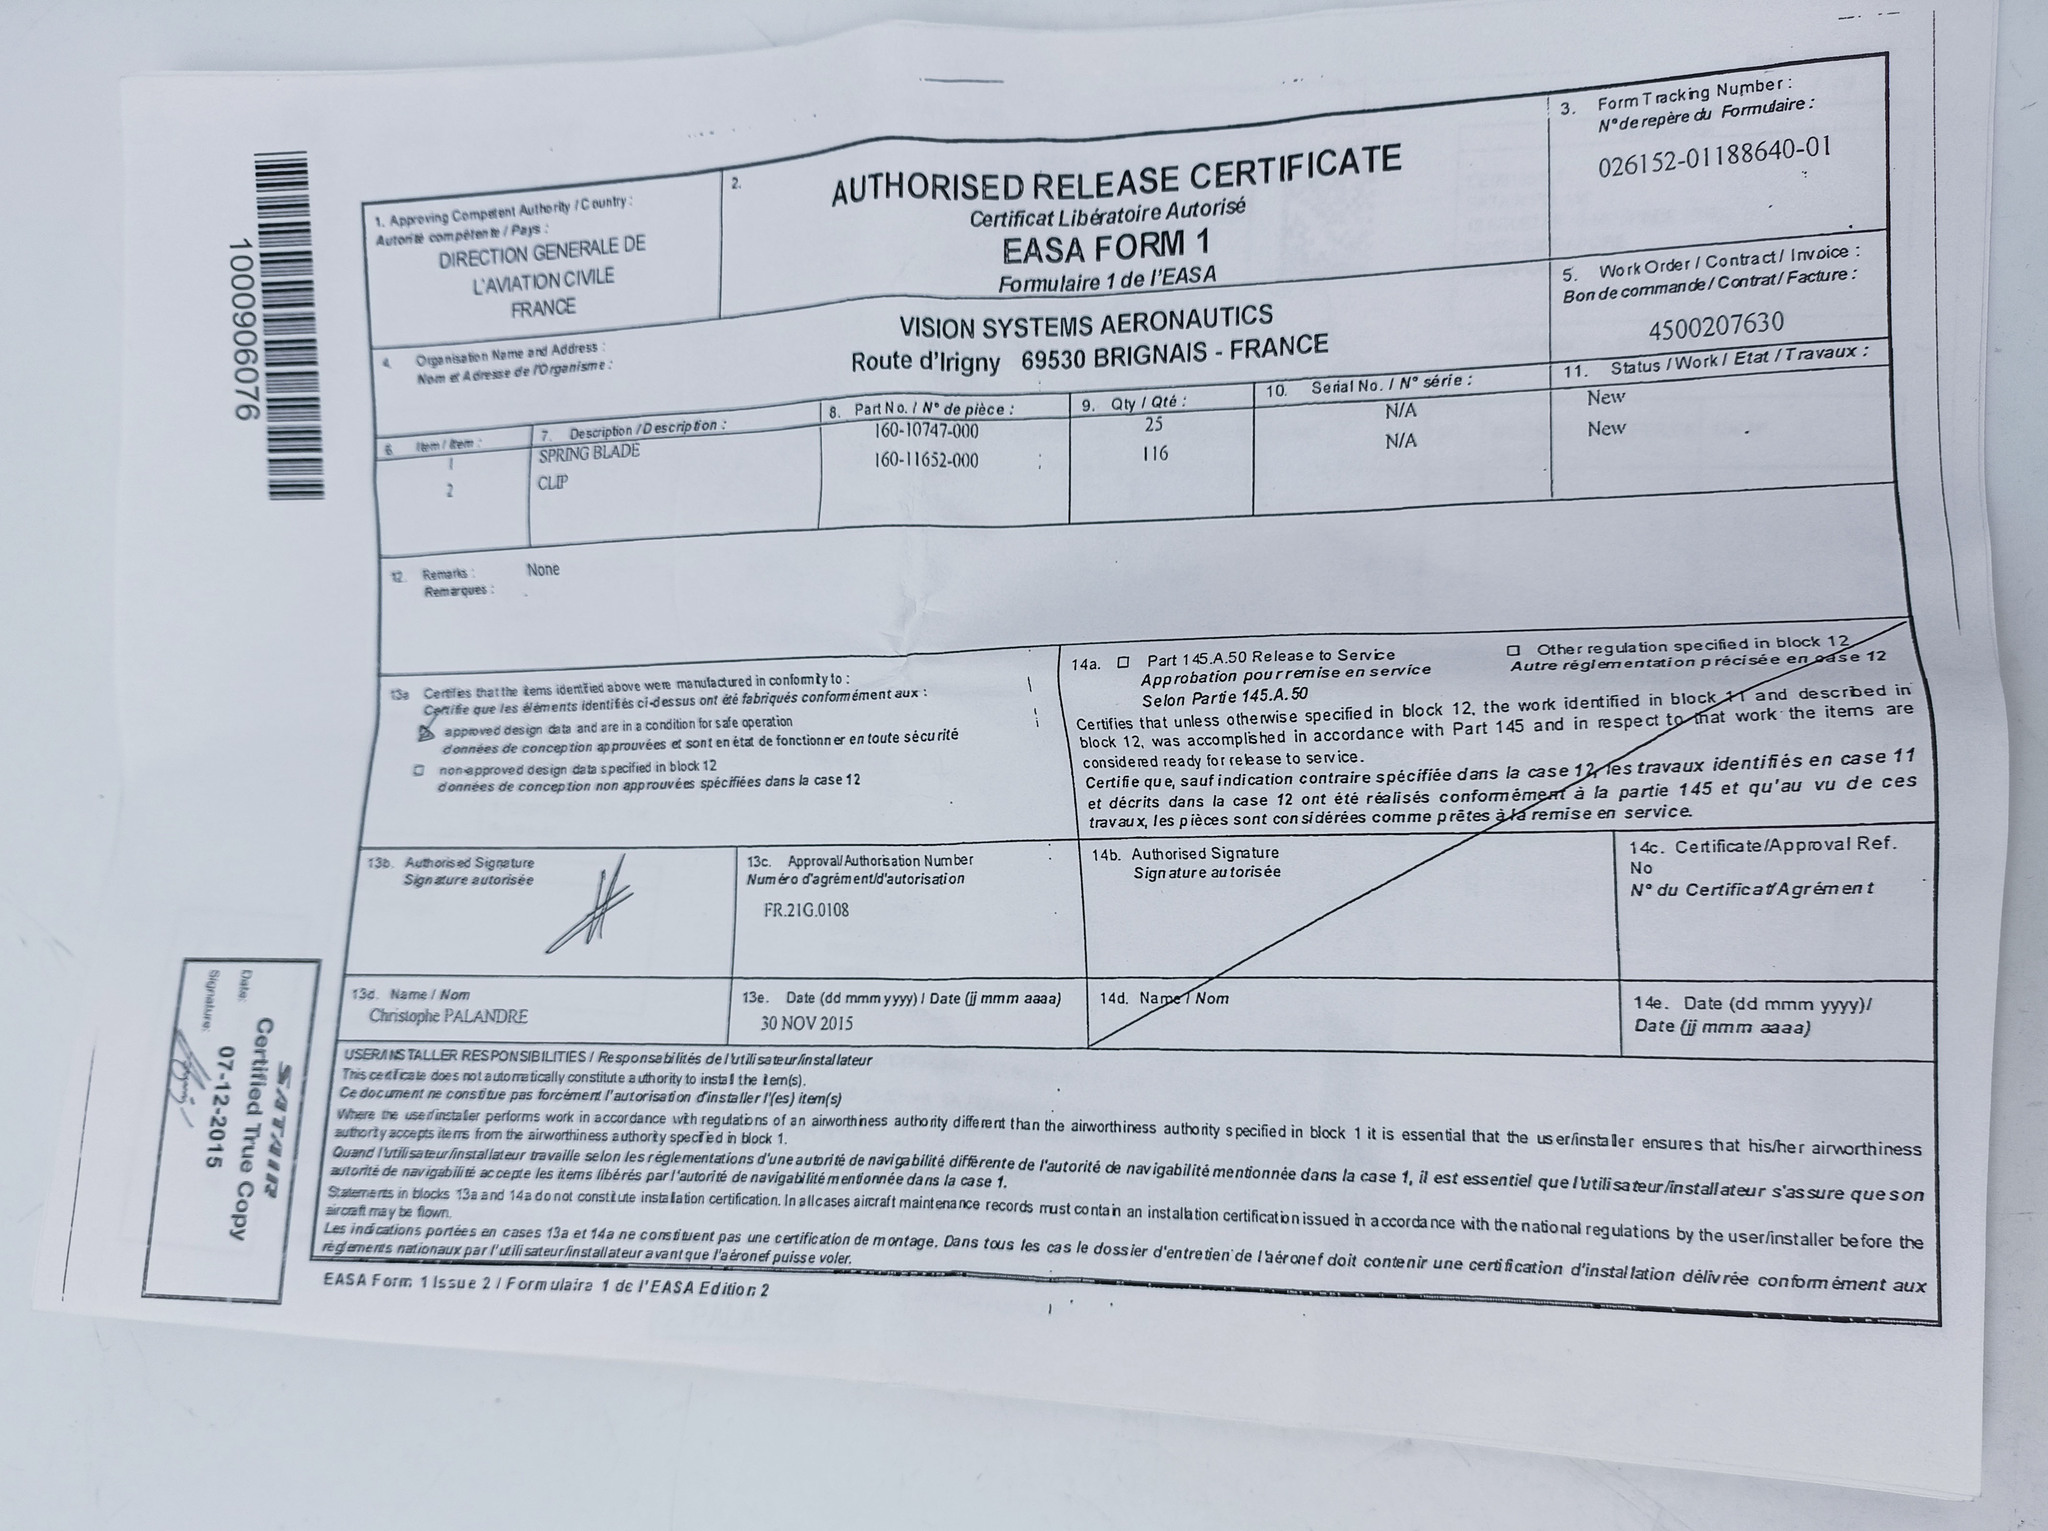 1. Approving Competent Authority / Country :
Autorité compétente / Pays :
DIRECTION GENERALE DE
L'AVIATION CIVILE
FRANCE
2.
AUTHORISED RELEASE CERTIFICATE
Certificat Libératoire Autorisé
EASA FORM 1
Formulaire 1 de l'EASA
3. Form Tracking Number :
N° de repère du Formulaire :
026152-01188640-01
4. Organisation Name and Address :
Nom et Adresse de l'Organisme :
VISION SYSTEMS AERONAUTICS
Route d'Irigny 69530 BRIGNAIS - FRANCE
5. Work Order / Contract / Invoice :
Bon de commande / Contrat / Facture :
4500207630
6. Item / Item : 7. Description / Description : 8. Part No. / N° de pièce : 9. Qty / Qté : 10. Serial No. / N° série : 11. Status / Work / Etat / Travaux :
1 SPRING BLADE 160-10747-000 25 N/A New
2 CLIP 160-11652-000 116 N/A New
12. Remarks : None
Remarques :
13a Certifies that the items identified above were manufactured in conformity to :
Certifie que les éléments identifiés ci-dessus ont été fabriqués conformément aux :
approved design data and are in a condition for safe operation
données de conception approuvées et sont en état de fonctionner en toute sécurité
non-approved design data specified in block 12
données de conception non approuvées spécifiées dans la case 12
14a. Part 145.A.50 Release to Service
Approbation pour remise en service
Selon Partie 145.A.50
Other regulation specified in block 12
Autre réglementation précisée en case 12
Certifies that unless otherwise specified in block 12, the work identified in block 11 and described in
block 12, was accomplished in accordance with Part 145 and in respect to that work the items are
considered ready for release to service.
Certifie que, sauf indication contraire spécifiée dans la case 12, les travaux identifiés en case 11
et décrits dans la case 12 ont été réalisés conformément à la partie 145 et qu'au vu de ces
travaux, les pièces sont considérées comme prêtes à la remise en service.
13b. Authorised Signature
Signature autorisée
13c. Approval/Authorisation Number
Numéro d'agrément/d'autorisation
FR.21G.0108
14b. Authorised Signature
Signature autorisée
14c. Certificate/Approval Ref.
No
N° du Certificat/Agrément
13d. Name / Nom
Christophe PALANDRE
13e. Date (dd mmm yyyy) / Date (jj mmm aaaa)
30 NOV 2015
14d. Name / Nom
14e. Date (dd mmm yyyy)/
Date (jj mmm aaaa)
USER/INSTALLER RESPONSIBILITIES / Responsabilités de l'utilisateur/installateur
This certificate does not automatically constitute authority to install the item(s).
Ce document ne constitue pas forcément l'autorisation d'installer l'(es) item(s)
Where the user/installer performs work in accordance with regulations of an airworthiness authority different than the airworthiness authority specified in block 1 it is essential that the user/installer ensures that his/her airworthiness
authority accepts items from the airworthiness authority specified in block 1.
Quand l'utilisateur/installateur travaille selon les réglementations d'une autorité de navigabilité différente de l'autorité de navigabilité mentionnée dans la case 1, il est essentiel que l'utilisateur/installateur s'assure que son
autorité de navigabilité accepte les items libérés par l'autorité de navigabilité mentionnée dans la case 1.
Statements in blocks 13a and 14a do not constitute installation certification. In all cases aircraft maintenance records must contain an installation certification issued in accordance with the national regulations by the user/installer before the
aircraft may be flown.
Les indications portées en cases 13a et 14a ne constituent pas une certification de montage. Dans tous les cas le dossier d'entretien de l'aéronef doit contenir une certification d'installation délivrée conformément aux
règlements nationaux par l'utilisateur/installateur avant que l'aéronef puisse voler.
EASA Form 1 Issue 2 / Formulaire 1 de l'EASA Edition 2
1000906076
SATAIR
Certified True Copy
Date: 07-12-2015
Signature: